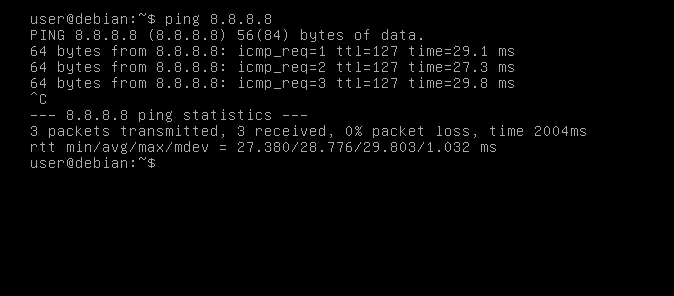 user@debian:~$ ping 8.8.8.8
PING 8.8.8.8 (8.8.8.8) 56(84) bytes of data.
64 bytes from 8.8.8.8: icmp_req=1 ttl=127 time=29.1 ms
64 bytes from 8.8.8.8: icmp_req=2 ttl=127 time=27.3 ms
64 bytes from 8.8.8.8: icmp_req=3 ttl=127 time=29.8 ms
^C
--- 8.8.8.8 ping statistics ---
3 packets transmitted, 3 received, 0% packet loss, time 2004ms
rtt min/avg/max/mdev = 27.380/28.776/29.803/1.032 ms
user@debian:~$